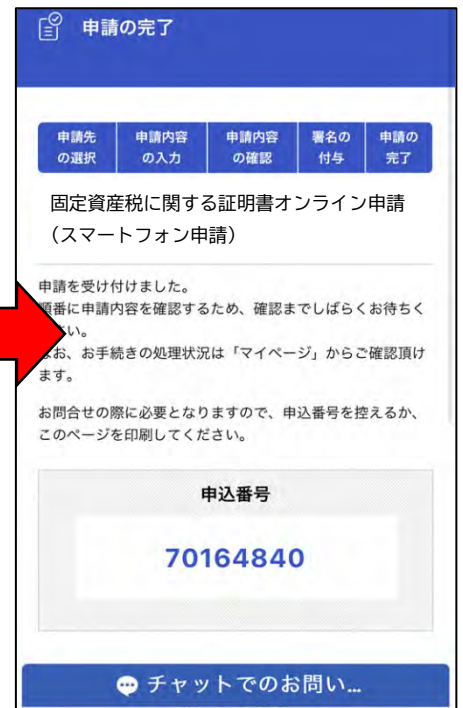 申請の完了
申請先の選択
申請内容の入力
申請内容の確認
署名の付与
申請の完了
固定資産税に関する証明書オンライン申請
（スマートフォン申請）
申請を受け付けました。
順番に申請内容を確認するため、確認までしばらくお待ちく
さい。
お、お手続きの処理状況は「マイページ」からご確認頂け
ます。
お問合せの際に必要となりますので、申込番号を控えるか、
このページを印刷してください。
申込番号
70164840
チャットでのお問い...